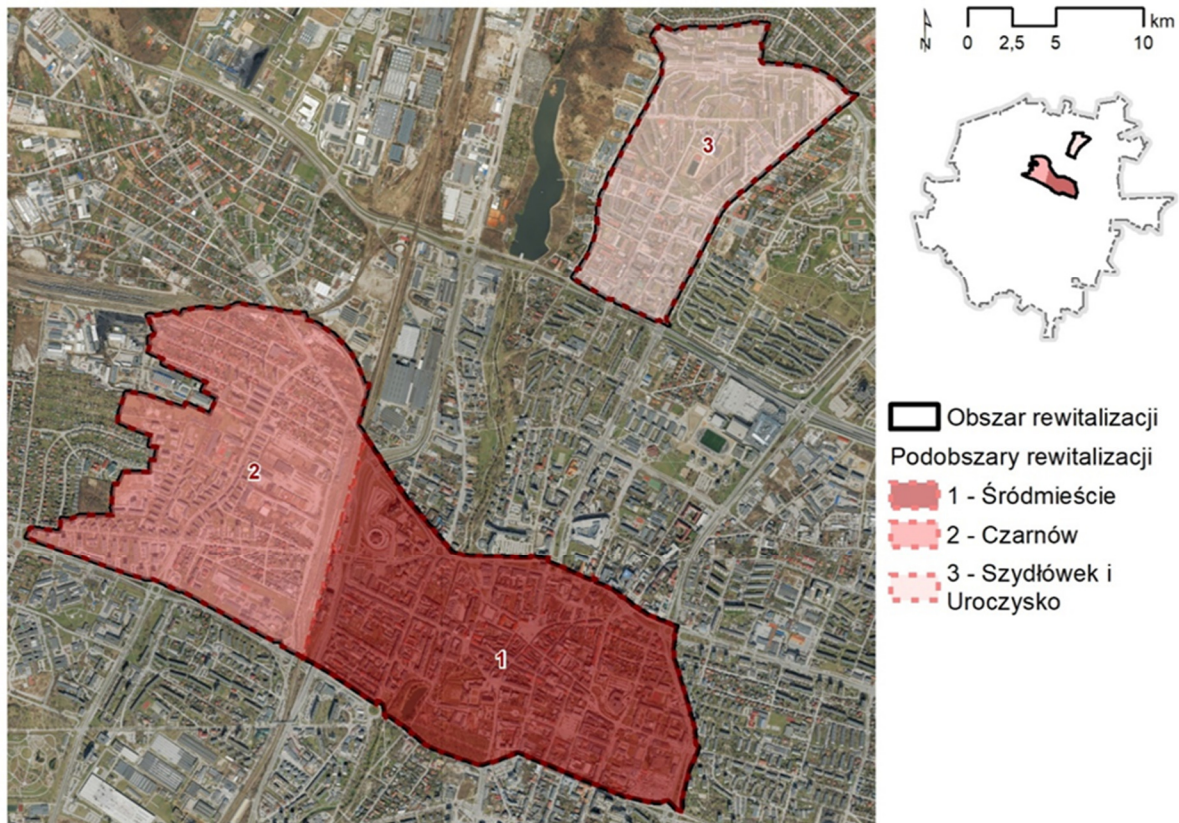 km
N
0 2,5 5 10
3
2
1
Obszar rewitalizacji
Podobszary rewitalizacji
1 - Śródmieście
2 - Czarnów
3 - Szydłówek i
Uroczysko